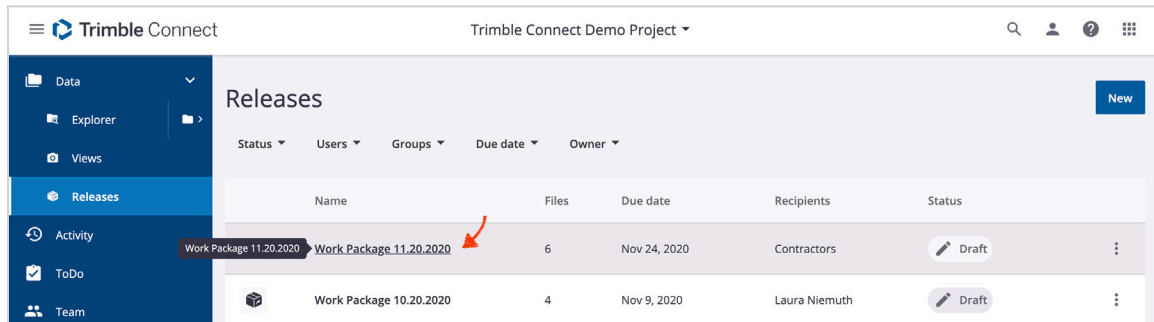 Trimble Connect
Trimble Connect Demo Project
Data
Explorer
Views
Releases
Activity
ToDo
Team
Releases
New
Status Users Groups Due date Owner
Name Files Due date Recipients Status
Work Package 11.20.2020 Work Package 11.20.2020 6 Nov 24, 2020 Contractors Draft
Work Package 10.20.2020 4 Nov 9, 2020 Laura Niemuth Draft